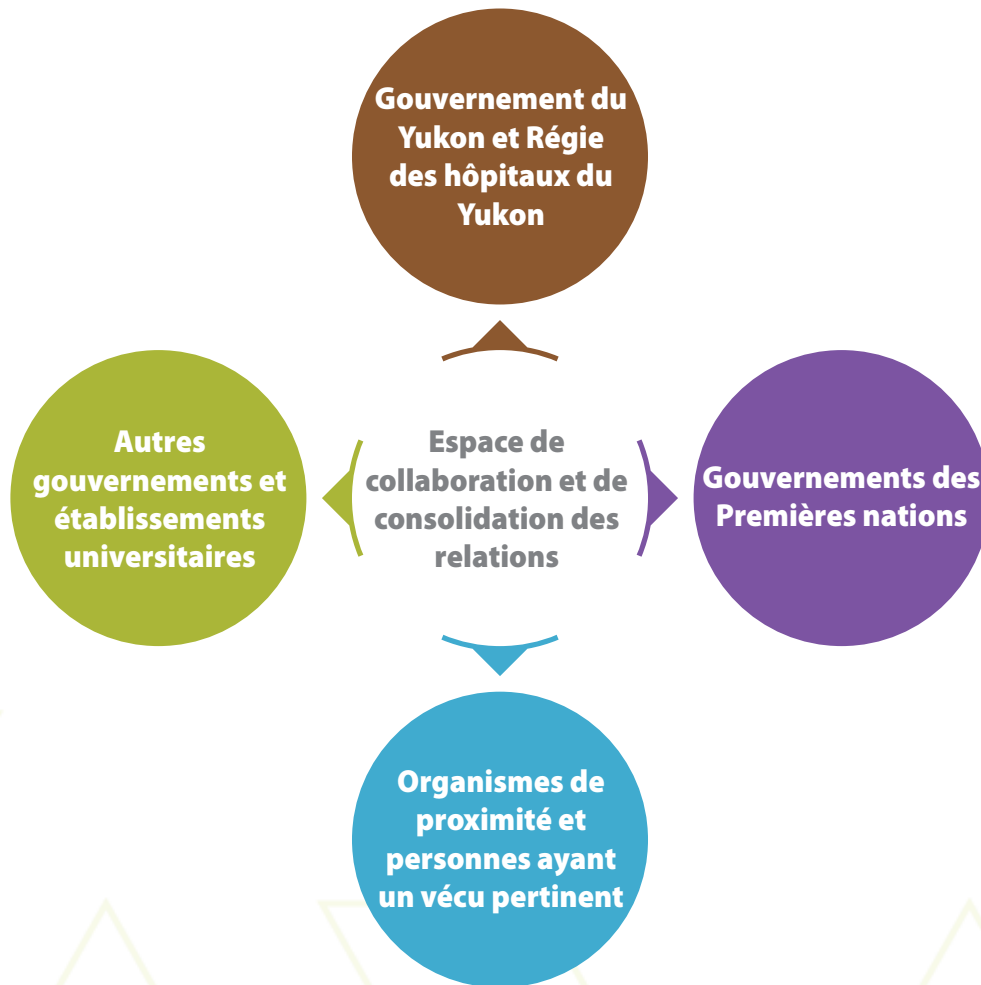 Gouvernement du
Yukon et Régie
des hôpitaux du
Yukon
Autres
gouvernements et
établissements
universitaires
Espace de
collaboration et de
consolidation des
relations
Gouvernements des
Premières nations
Organismes de
proximité et
personnes ayant
un vécu pertinent